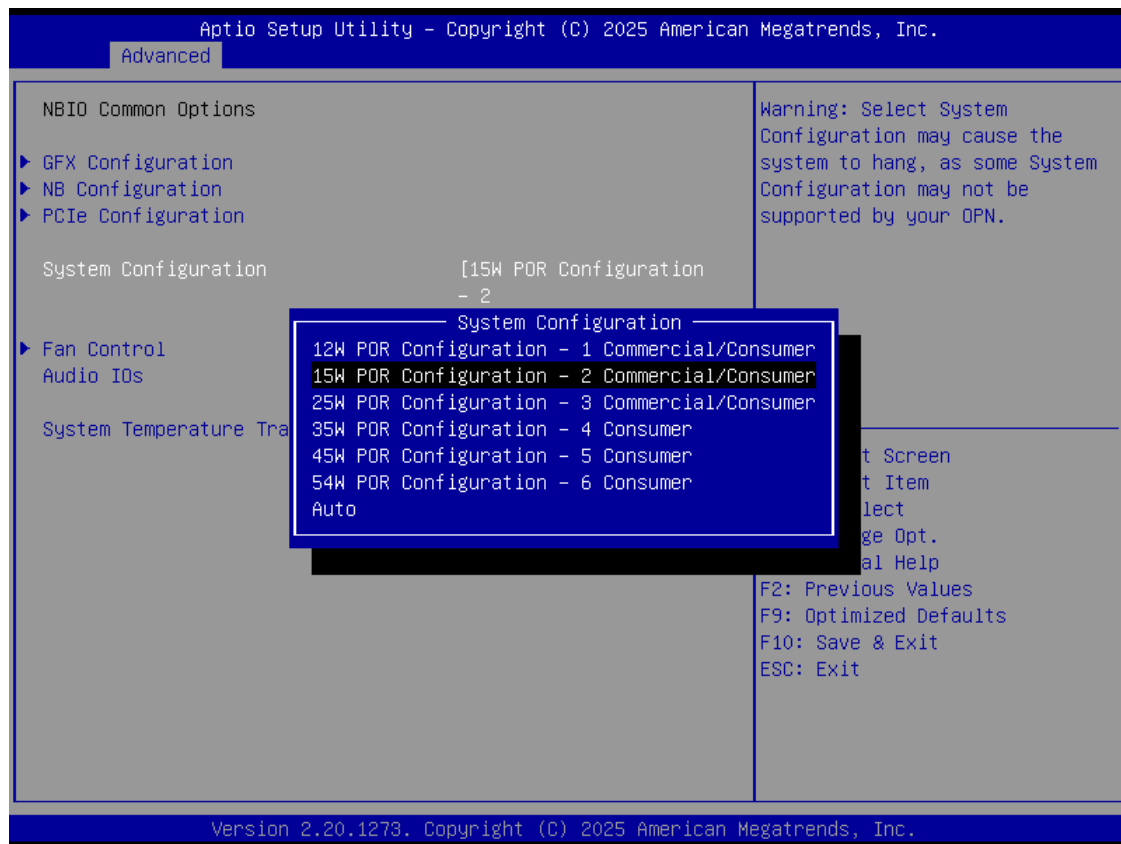 Aptio Setup Utility – Copyright (C) 2025 American Megatrends, Inc.
Advanced
NBIO Common Options
GFX Configuration
NB Configuration
PCIe Configuration
System Configuration [15W POR Configuration
– 2
Fan Control
Audio IOs
System Temperature Tra
System Configuration
12W POR Configuration – 1 Commercial/Consumer
15W POR Configuration – 2 Commercial/Consumer
25W POR Configuration – 3 Commercial/Consumer
35W POR Configuration – 4 Consumer
45W POR Configuration – 5 Consumer
54W POR Configuration – 6 Consumer
Auto
Warning: Select System
Configuration may cause the
system to hang, as some System
Configuration may not be
supported by your OPN.
t Screen
t Item
lect
ge Opt.
al Help
F2: Previous Values
F9: Optimized Defaults
F10: Save & Exit
ESC: Exit
Version 2.20.1273. Copyright (C) 2025 American Megatrends, Inc.